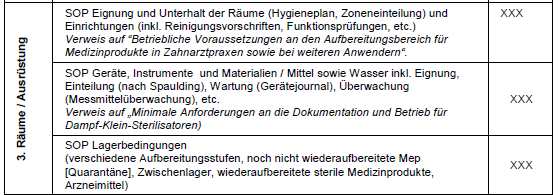 3. Räume / Ausrüstung
SOP Eignung und Unterhalt der Räume (Hygieneplan, Zoneneinteilung) und
Einrichtungen (inkl. Reinigungsvorschriften, Funktionsprüfungen, etc.)
Verweis auf "Betriebliche Voraussetzungen an den Aufbereitungsbereich für
Medizinprodukte in Zahnarztpraxen sowie bei weiteren Anwendern".
XXX
SOP Geräte, Instrumente und Materialien / Mittel sowie Wasser inkl. Eignung,
Einteilung (nach Spaulding), Wartung (Gerätejournal), Überwachung
(Messmittelüberwachung), etc.
Verweis auf „Minimale Anforderungen an die Dokumentation und Betrieb für
Dampf-Klein-Sterilisatoren)
XXX
SOP Lagerbedingungen
(verschiedene Aufbereitungsstufen, noch nicht wiederaufbereitete Mep
[Quarantäne], Zwischenlager, wiederaufbereitete sterile Medizinprodukte,
Arzneimittel)
XXX